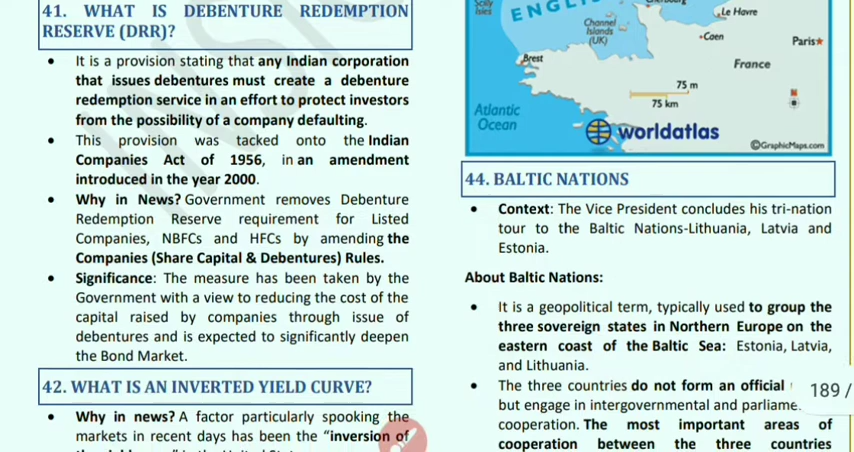 41. WHAT IS DEBENTURE REDEMPTION
RESERVE (DRR)?
• It is a provision stating that any Indian corporation
that issues debentures must create a debenture
redemption service in an effort to protect investors
from the possibility of a company defaulting.
• This provision was tacked onto the Indian
Companies Act of 1956, in an amendment
introduced in the year 2000.
• Why in News? Government removes Debenture
Redemption Reserve requirement for Listed
Companies, NBFCs and HFCs by amending the
Companies (Share Capital & Debentures) Rules.
• Significance: The measure has been taken by the
Government with a view to reducing the cost of the
capital raised by companies through issue of
debentures and is expected to significantly deepen
the Bond Market.
42. WHAT IS AN INVERTED YIELD CURVE?
• Why in news? A factor particularly spooking the
markets in recent days has been the “inversion of
Scilly
Isles
ENGLI
Channel
Islands
(UK)
Le Havre
Caen
Paris
Brest
France
75 m
75 km
N
Atlantic
Ocean
worldatlas
©GraphicMaps.com
44. BALTIC NATIONS
• Context: The Vice President concludes his tri-nation
tour to the Baltic Nations-Lithuania, Latvia and
Estonia.
About Baltic Nations:
• It is a geopolitical term, typically used to group the
three sovereign states in Northern Europe on the
eastern coast of the Baltic Sea: Estonia, Latvia,
and Lithuania.
• The three countries do not form an official
but engage in intergovernmental and
cooperation. The most important areas of
cooperation between the three countries
189 /